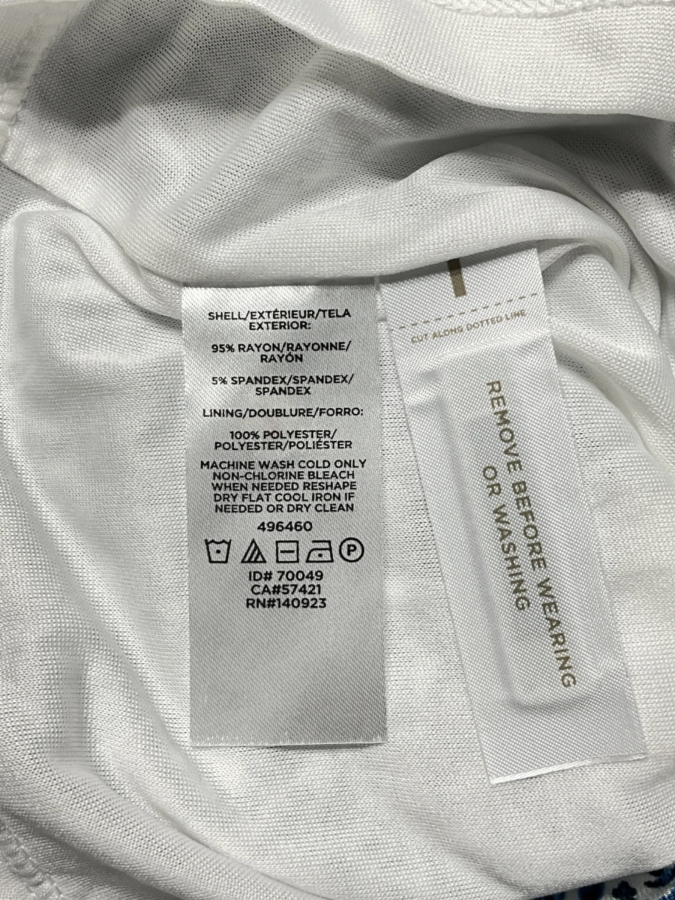 SHELL/EXTÉRIEUR/TELA
EXTERIOR:
95% RAYON/RAYONNE/
RAYÓN
5% SPANDEX/SPANDEX/
SPANDEX
LINING/DOUBLURE/FORRO:
100% POLYESTER/
POLYESTER/POLIÉSTER
MACHINE WASH COLD ONLY
NON-CHLORINE BLEACH
WHEN NEEDED RESHAPE
DRY FLAT COOL IRON IF
NEEDED OR DRY CLEAN
496460
P
ID# 70049
CA#57421
RN#140923
CUT ALONG DOTTED LINE
REMOVE BEFORE WEARING
OR WASHING